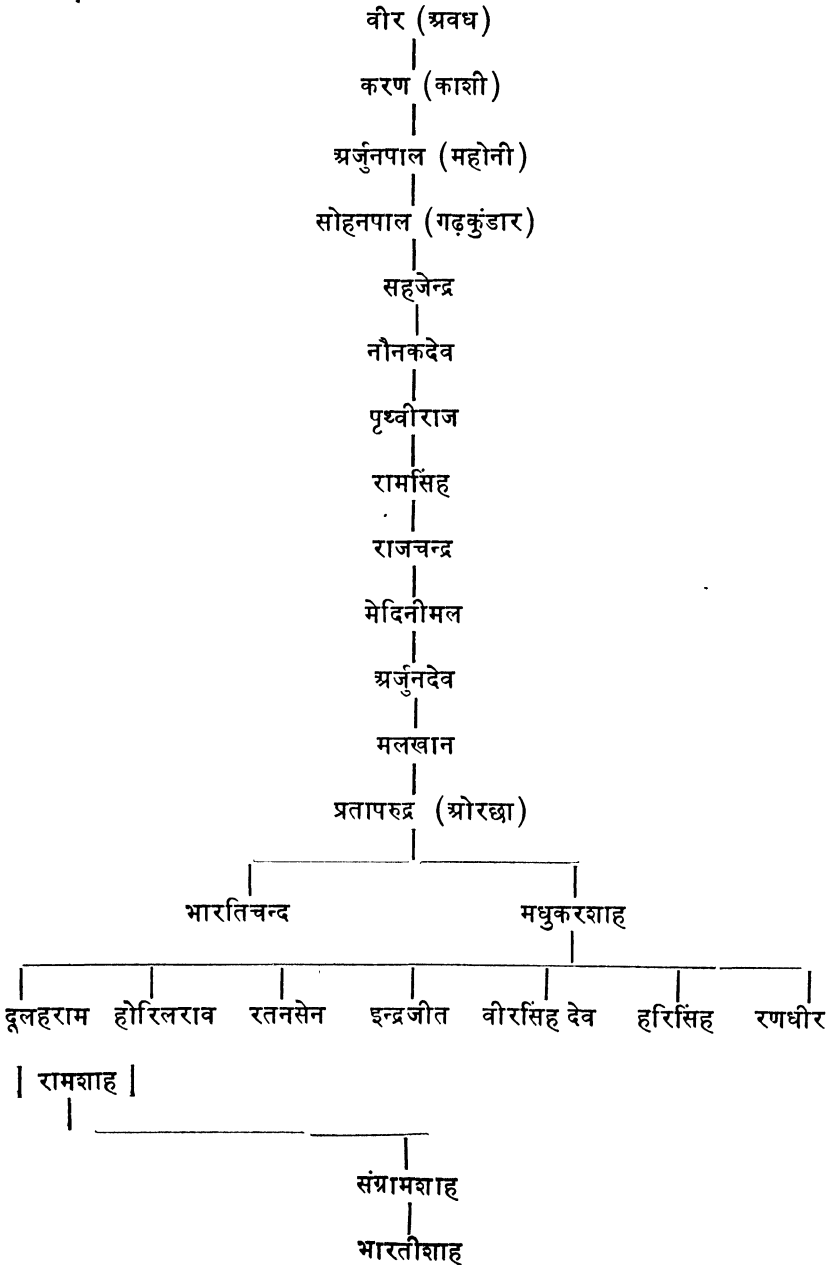 वीर (अवध)
करण (काशी)
अर्जुनपाल (महोनी)
सोहनपाल (गढ़कुंडार)
सहजेन्द्र
नौनकदेव
पृथ्वीराज
रामसिंह
राजचन्द्र
मेदिनीमल
अर्जुनदेव
मलखान
प्रतापरुद्र (ओरछा)
भारतिचन्द मधुकरशाह
दूलहराम होरिलराव रतनसेन इन्द्रजीत वीरसिंह देव हरिसिंह रणधीर
| रामशाह |
संग्रामशाह
भारतीशाह